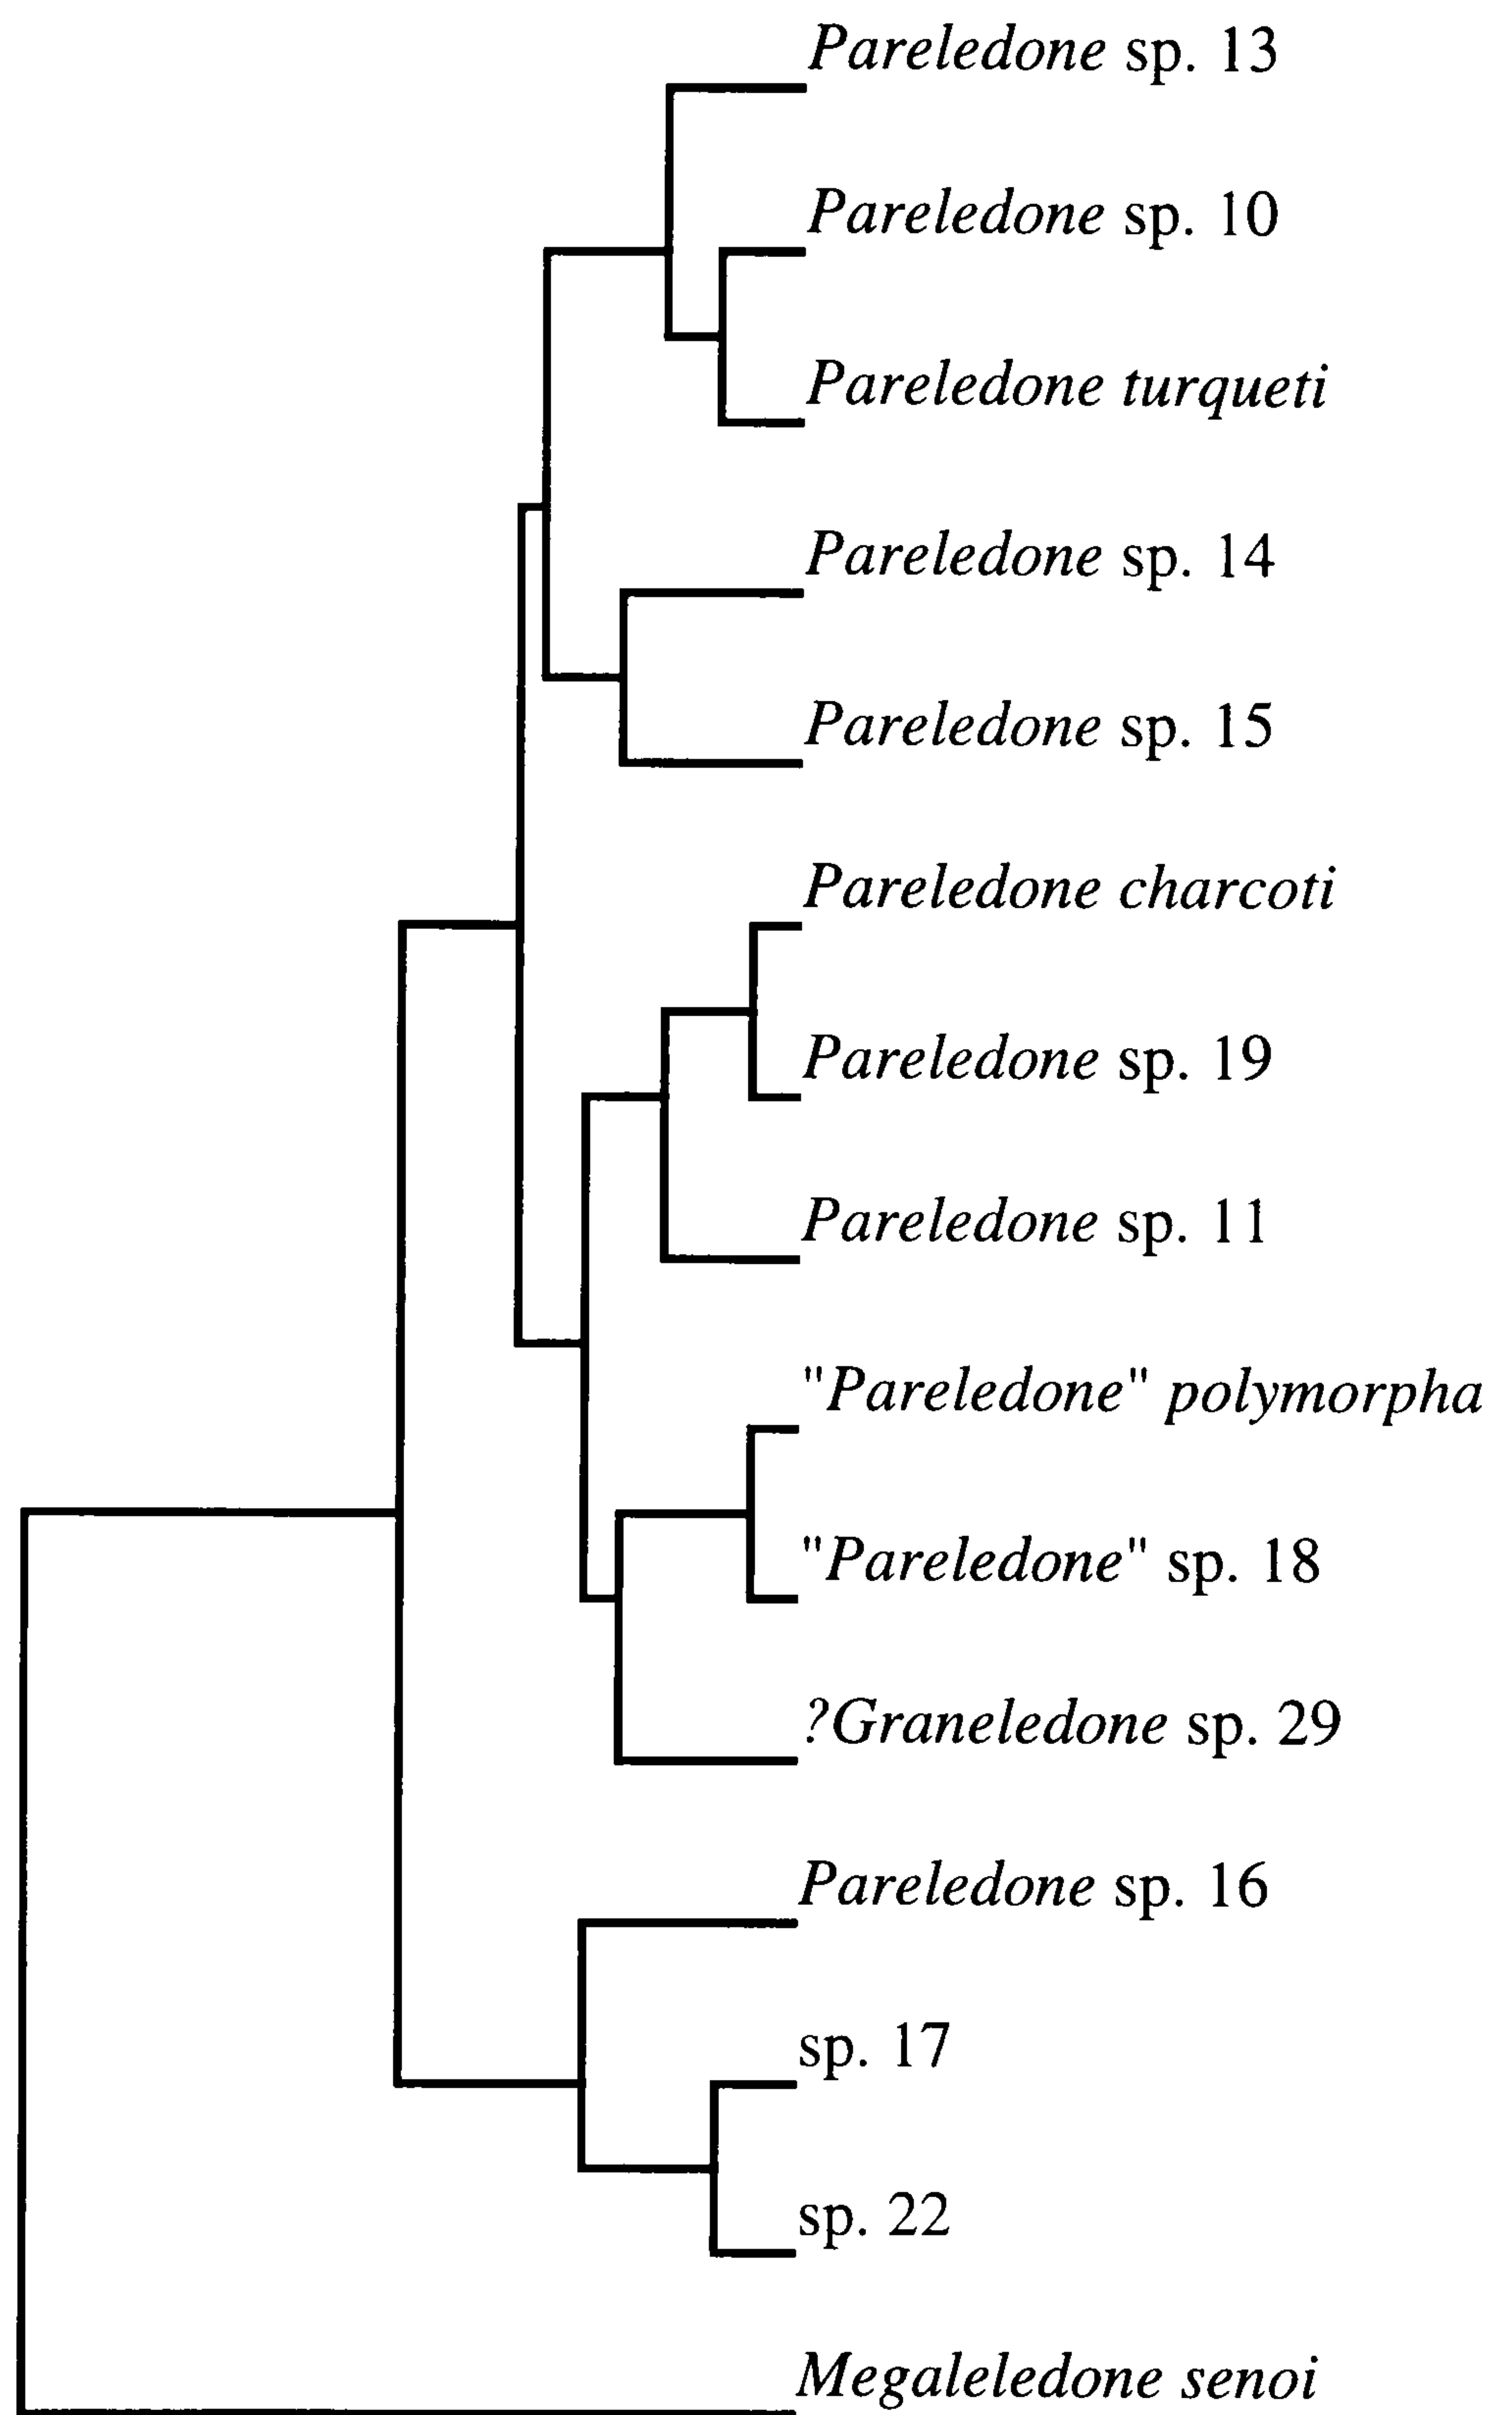 Pareledone sp. 13
Pareledone sp. 10
Pareledone turqueti
Pareledone sp. 14
Pareledone sp. 15
Pareledone charcoti
Pareledone sp. 19
Pareledone sp. 11
"Pareledone" polymorpha
"Pareledone" sp. 18
?Graneledone sp. 29
Pareledone sp. 16
sp. 17
sp. 22
Megaleledone senoi